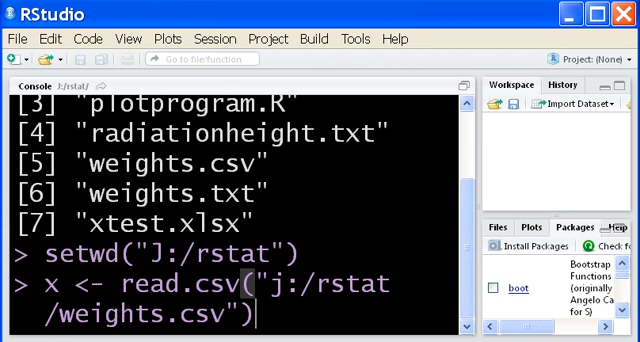 RStudio
File Edit Code View Plots Session Project Build Tools Help
Go to file/function
Project: (None)
Console J:/rstat/
Workspace History
Import Dataset
[3] "plotprogram.R"
[4] "radiationheight.txt"
[5] "weights.csv"
[6] "weights.txt"
[7] "xtest.xlsx"
> setwd("J:/rstat")
> x <- read.csv("j:/rstat
/weights.csv")
Files Plots Packages Help
Install Packages Check fo
boot
Bootstrap
Functions
(originally
Angelo Ca
for S)